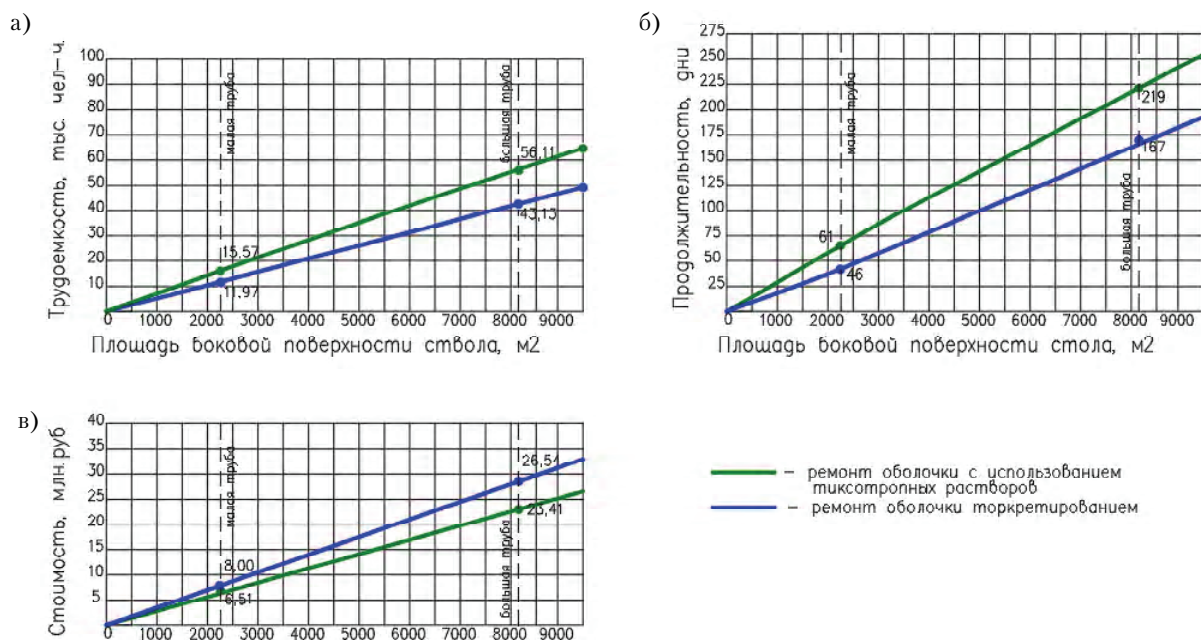 а)
Трудоемкость, тыс. чел-ч.
100
90
80
70
60
50
40
30
20
10
малая труба
большая труба
56,11
43,13
15,57
11,97
0 1000 2000 3000 4000 5000 6000 7000 8000 9000
Площадь боковой поверхности ствола, м2
б)
Продолжительность, дни
275
250
225
200
175
150
125
100
75
50
25
малая труба
большая труба
219
167
61
46
0 1000 2000 3000 4000 5000 6000 7000 8000 9000
Площадь боковой поверхности стола, м2
в)
Стоимость, млн.руб
40
35
30
25
20
15
10
5
малая труба
большая труба
26,54
23,41
8,00
6,51
0 1000 2000 3000 4000 5000 6000 7000 8000 9000
– ремонт оболочки с использованием
тиксотропных растворов
– ремонт оболочки торкретированием